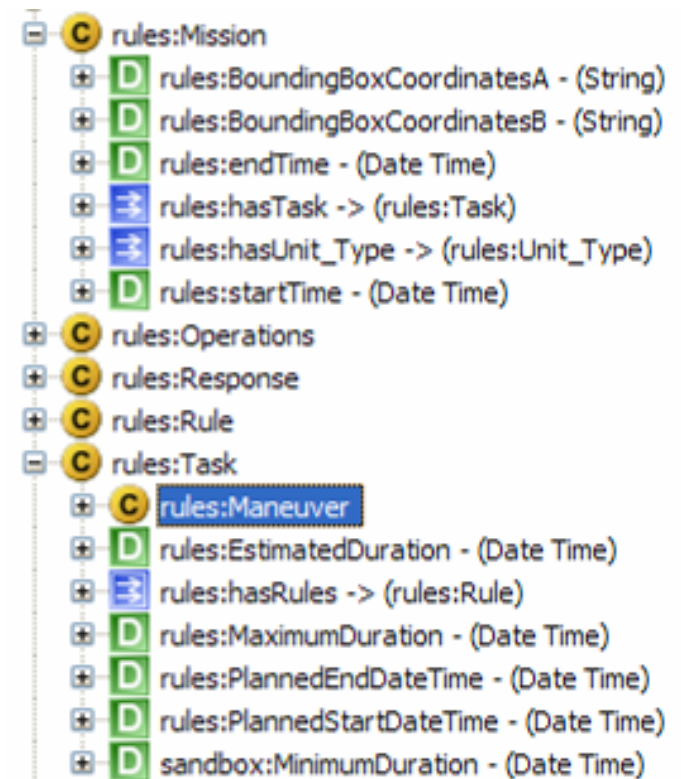 C rules:Mission
D rules:BoundingBoxCoordinatesA - (String)
D rules:BoundingBoxCoordinatesB - (String)
D rules:endTime - (Date Time)
rules:hasTask -> (rules:Task)
rules:hasUnit_Type -> (rules:Unit_Type)
D rules:startTime - (Date Time)
C rules:Operations
C rules:Response
C rules:Rule
C rules:Task
C rules:Maneuver
D rules:EstimatedDuration - (Date Time)
rules:hasRules -> (rules:Rule)
D rules:MaximumDuration - (Date Time)
D rules:PlannedEndDateTime - (Date Time)
D rules:PlannedStartDateTime - (Date Time)
D sandbox:MinimumDuration - (Date Time)